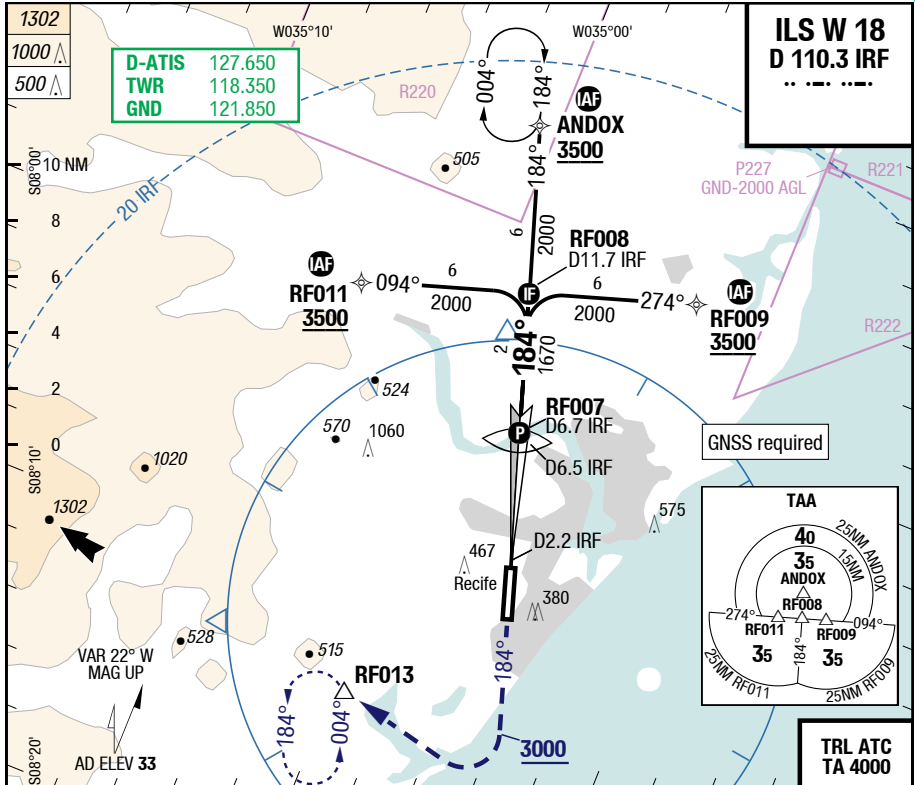 1302
1000
500
D-ATIS 127.650
TWR 118.350
GND 121.850
W035°10'
W035°00'
ILS W 18
D 110.3 IRF
R220
004°
184°
IAF
ANDOX
3500
505
S08°00'
10 NM
20 IRF
184°
P227
GND-2000 AGL
R221
8
6
2000
RF008
D11.7 IRF
IAF
RF011
3500
094°
6
2000
IF
6
2000
274°
IAF
RF009
3500
6
4
2
0
2
184°
1670
R222
524
570
1060
RF007
D6.7 IRF
P
D6.5 IRF
GNSS required
S08°10'
1020
1302
575
467
Recife
D2.2 IRF
380
TAA
40
35
ANDOX
15NM
25NM ANDOX
RF008
274°
094°
RF011
RF009
35
184°
35
25NM RF011
25NM RF009
528
515
VAR 22° W
MAG UP
AD ELEV 33
RF013
184°
004°
184°
3000
S08°20'
TRL ATC
TA 4000